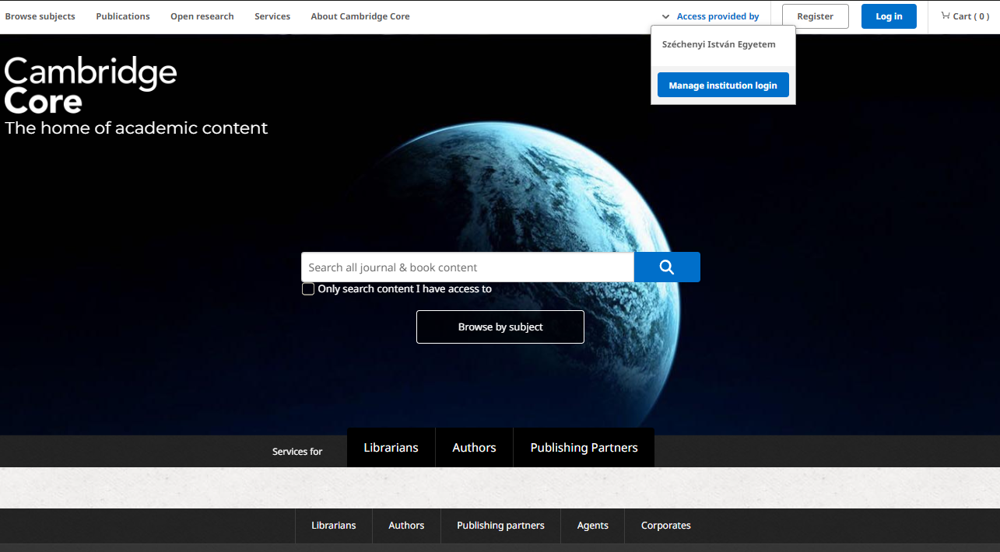 Browse subjects Publications Open research Services About Cambridge Core Access provided by Register Log in Cart ( 0 )
Széchenyi István Egyetem
Manage institution login
Cambridge
Core
The home of academic content
Search all journal & book content
Only search content I have access to
Browse by subject
Services for Librarians Authors Publishing Partners
Librarians Authors Publishing partners Agents Corporates